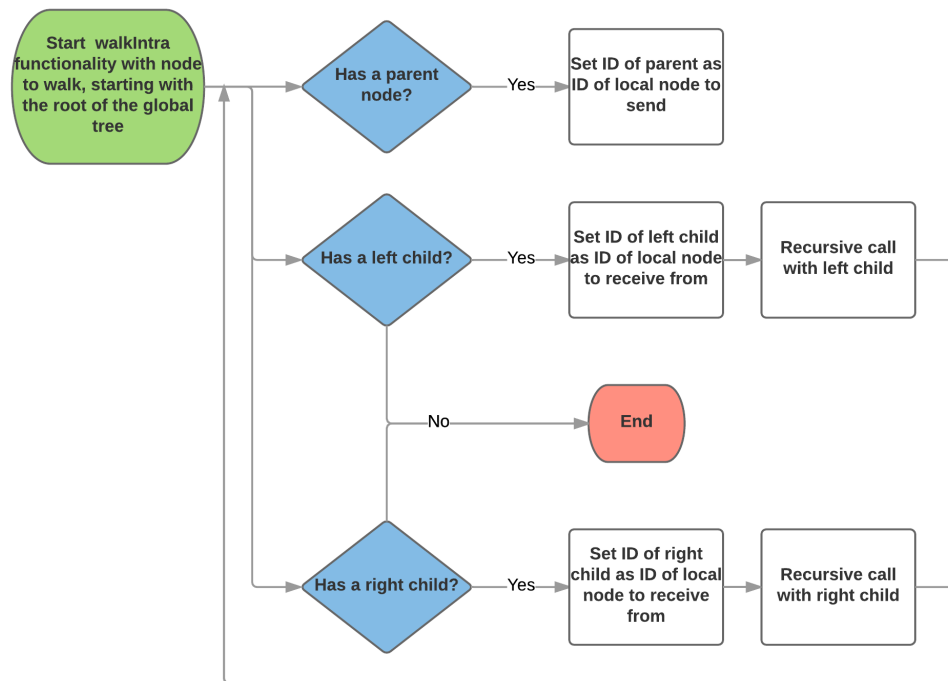 Start walkIntra
functionality with node
to walk, starting with
the root of the global
tree
Has a parent
node?
Yes
Set ID of parent as
ID of local node to
send
Has a left child?
Yes
Set ID of left child
as ID of local node
to receive from
Recursive call
with left child
No
End
Has a right child?
Yes
Set ID of right
child as ID of local
node to receive
from
Recursive call
with right child